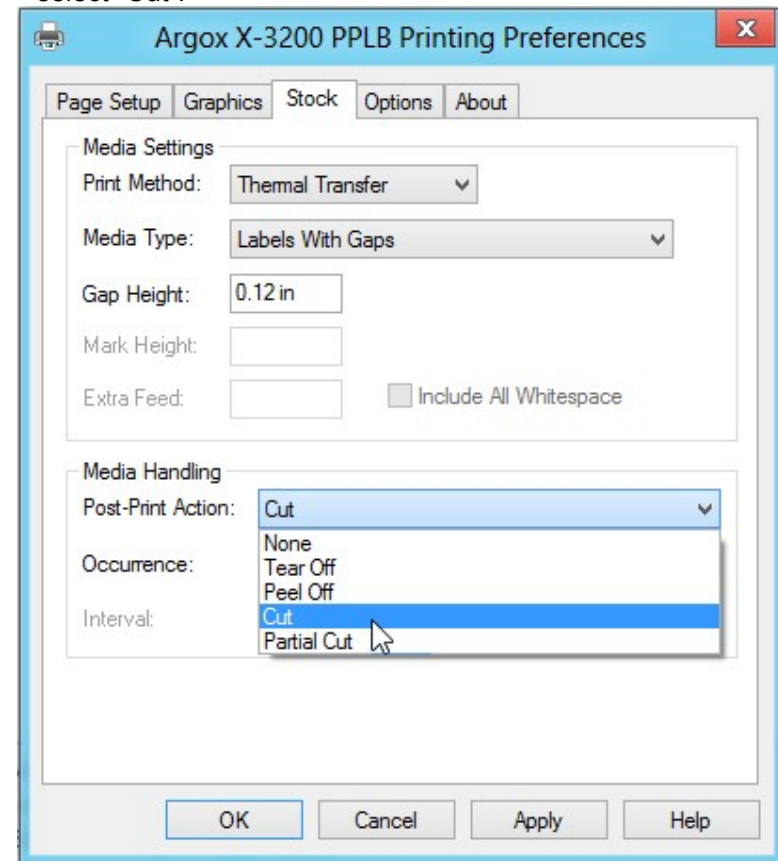 Argox X-3200 PPLB Printing Preferences
Page Setup Graphics Stock Options About
Media Settings
Print Method: Thermal Transfer
Media Type: Labels With Gaps
Gap Height: 0.12 in
Mark Height:
Extra Feed: Include All Whitespace
Media Handling
Post-Print Action: Cut
None
Occurrence: Tear Off
Peel Off
Interval: Cut
Partial Cut
OK Cancel Apply Help